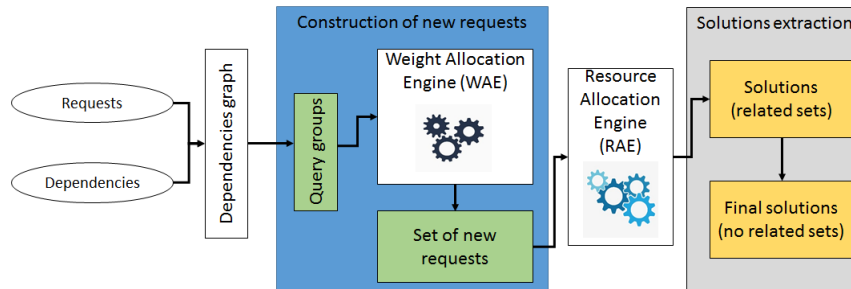 Requests
Dependencies
Dependencies graph
Construction of new requests
Query groups
Weight Allocation
Engine (WAE)
Set of new
requests
Resource
Allocation
Engine
(RAE)
Solutions extraction
Solutions
(related sets)
Final solutions
(no related sets)